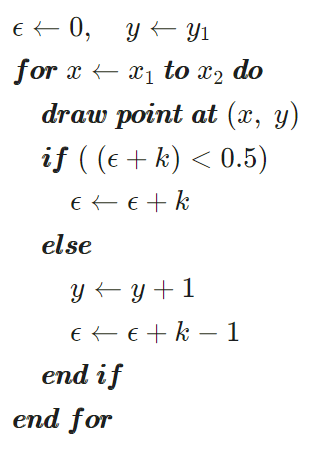 ϵ ← 0, y ← y₁
for x ← x₁ to x₂ do
draw point at (x, y)
if ( (ϵ + k) < 0.5)
ϵ ← ϵ + k
else
y ← y + 1
ϵ ← ϵ + k − 1
end if
end for